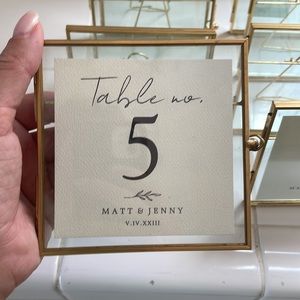 Table no.
5
MATT & JENNY
V.IV.XXIII